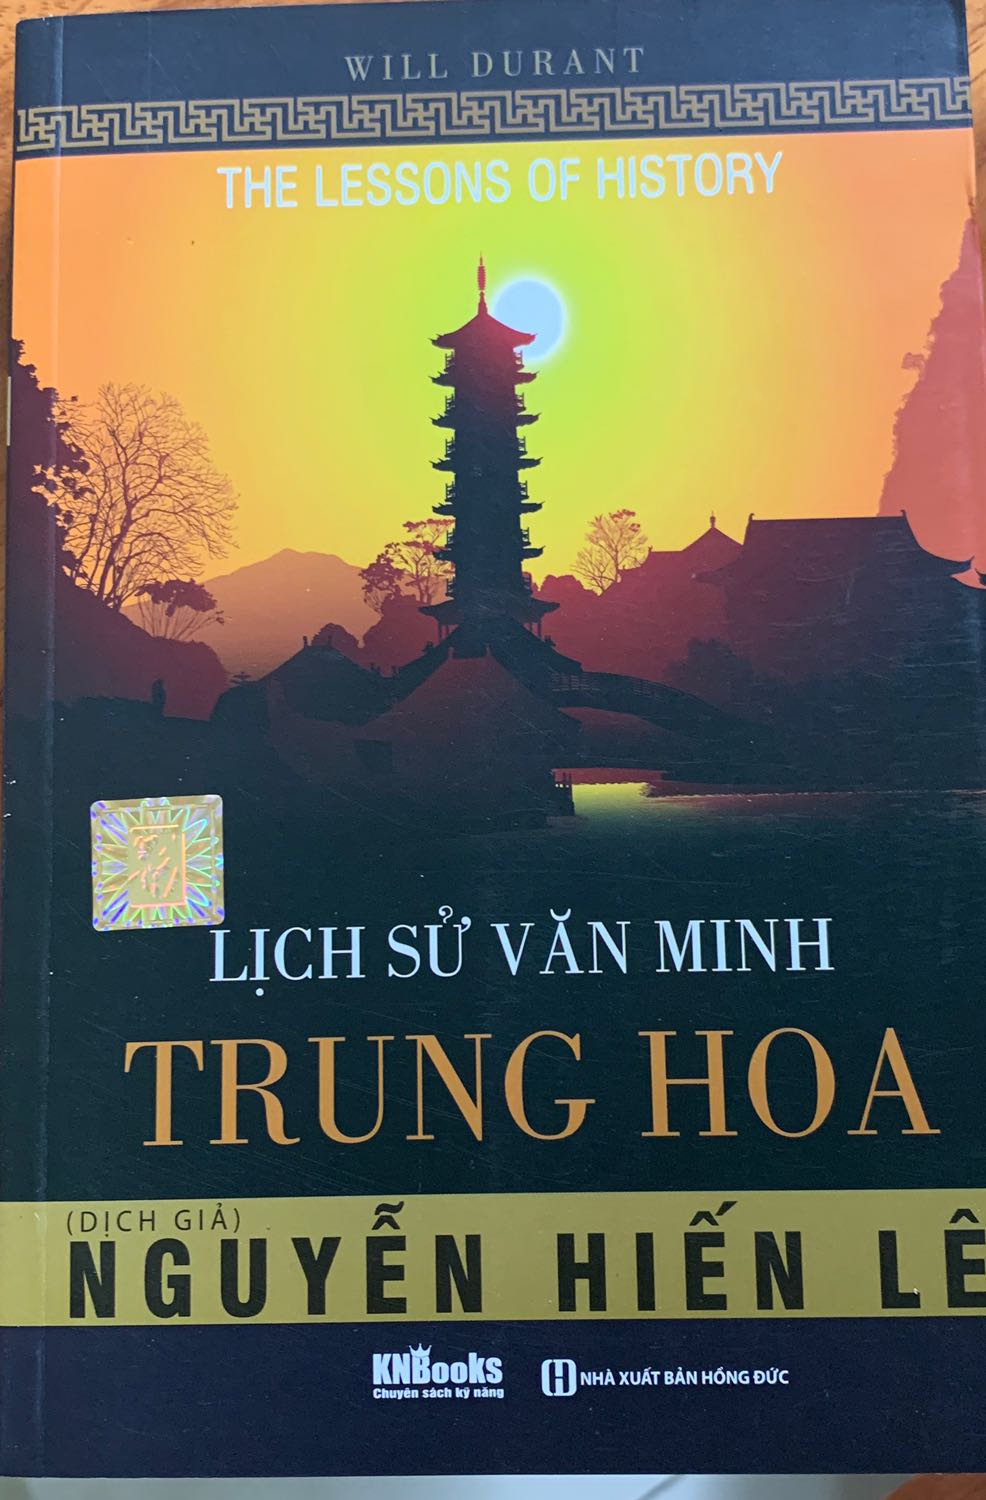 WILL DURANT
THE LESSONS OF HISTORY
LỊCH SỬ VĂN MINH
TRUNG HOA
(DỊCH GIẢ)
NGUYỄN HIẾN LÊ
KNBooks
Chuyên sách kỹ năng
NHÀ XUẤT BẢN HỒNG ĐỨC